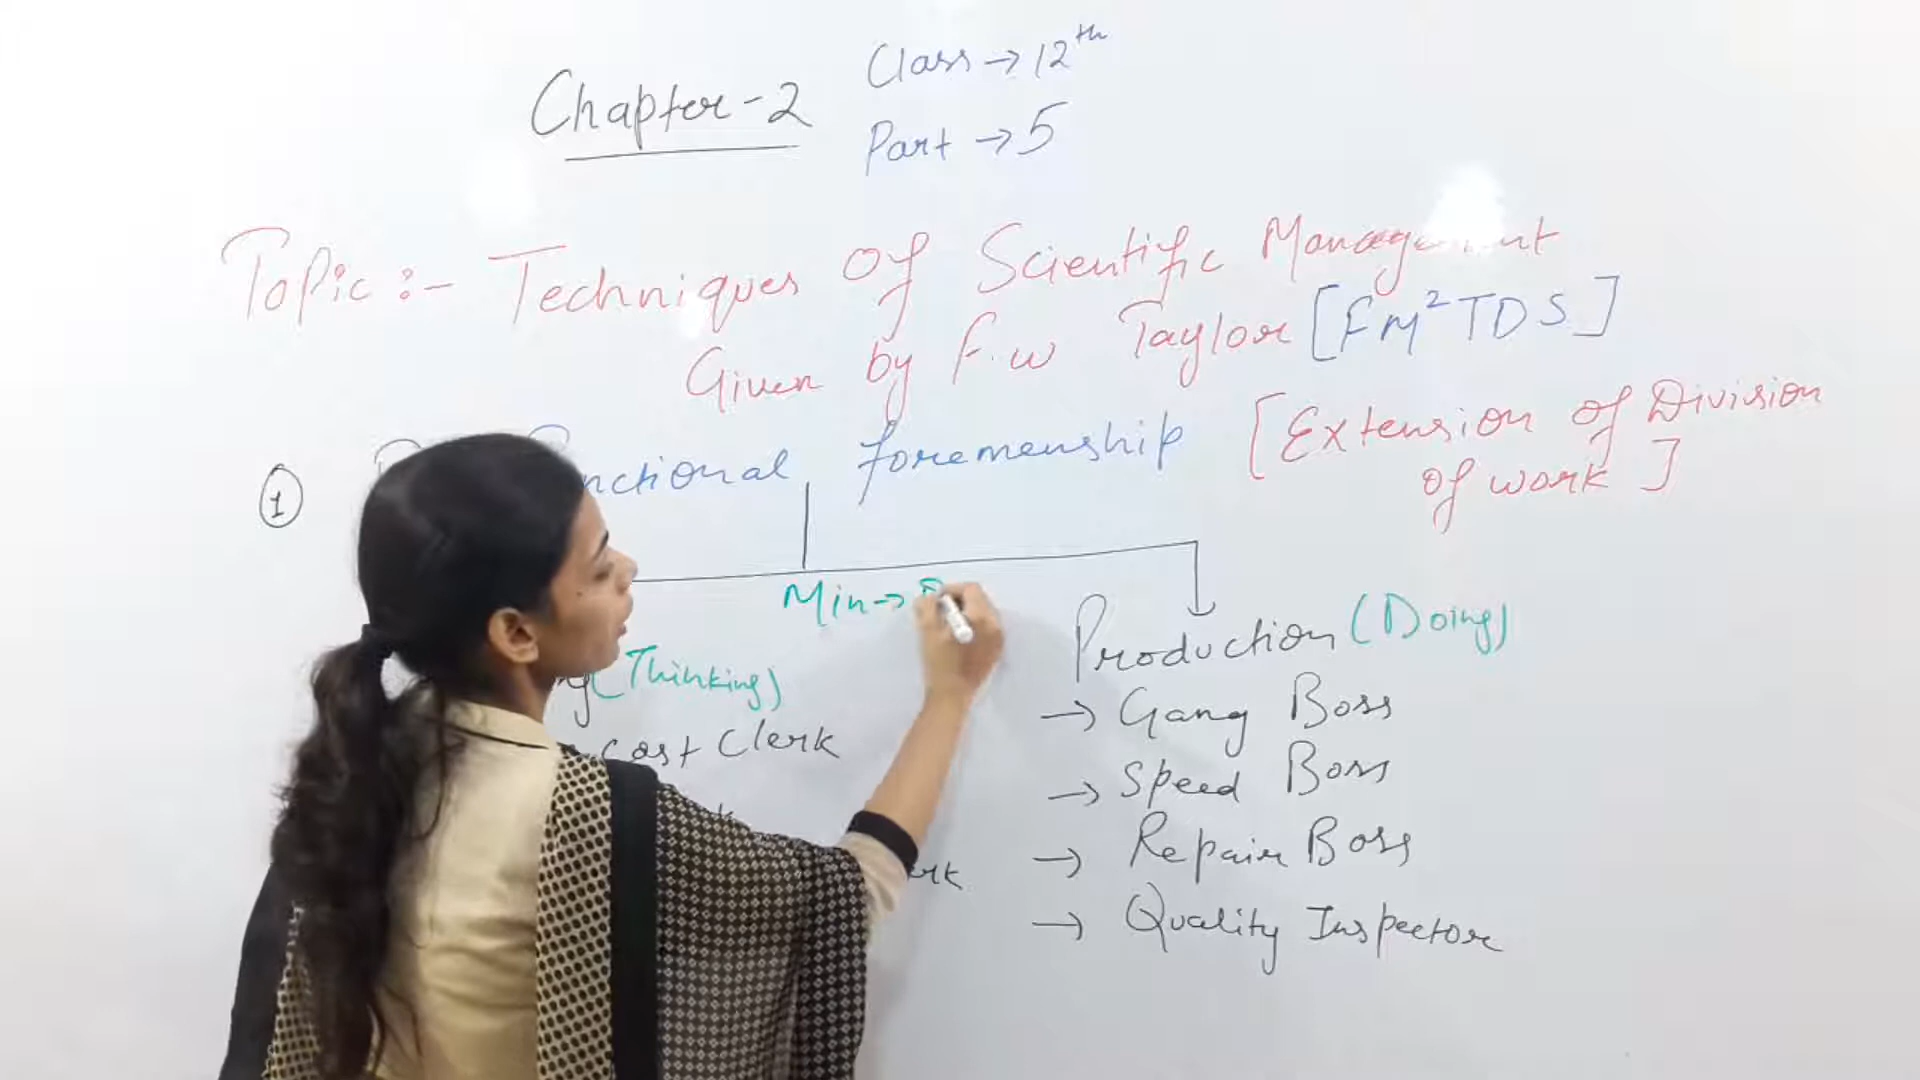 Chapter-2
Class → 12th
Part → 5
Topic :- Techniques Of Scientific Management
Given by F.W Taylor [FM²TDS]
① nctional foremenship [Extension of Division
of work]
Min →
(Thinking)
Cost Clerk
Production (Doing)
→ Gang Boss
→ Speed Boss
→ Repair Boss
→ Quality Inspector